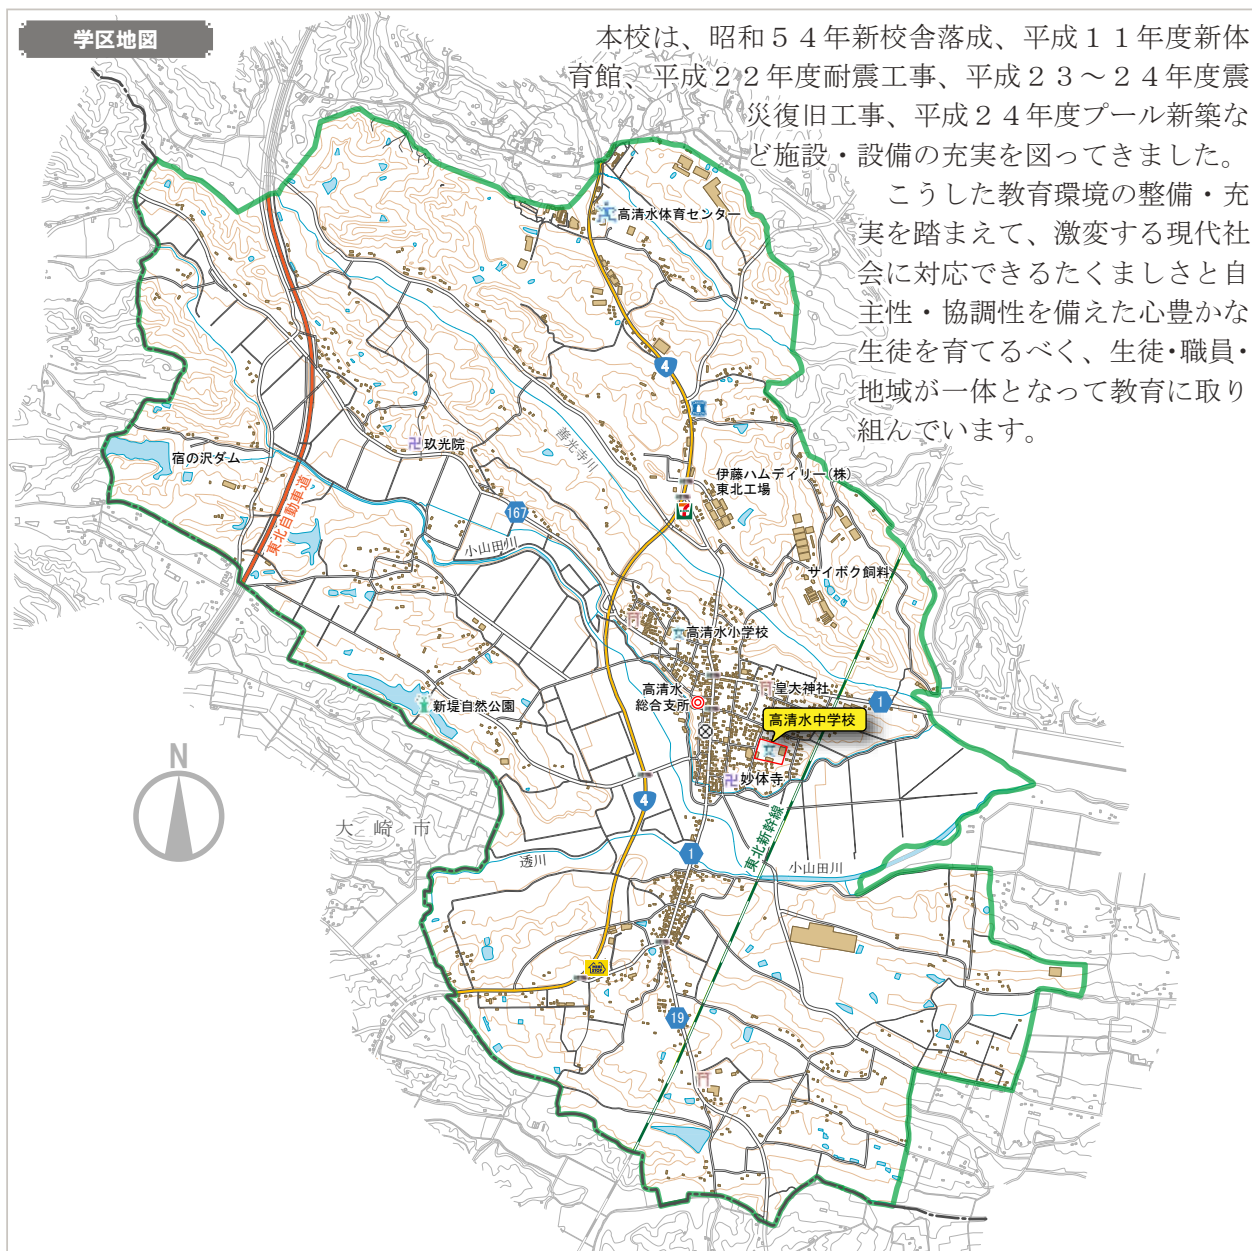 学区地図
本校は、昭和５４年新校舎落成、平成１１年度新体
育館、平成２２年度耐震工事、平成２３～２４年度震
災復旧工事、平成２４年度プール新築な
ど施設・設備の充実を図ってきました。
こうした教育環境の整備・充
実を踏まえて、激変する現代社
会に対応できるたくましさと自
主性・協調性を備えた心豊かな
生徒を育てるべく、生徒・職員・
地域が一体となって教育に取り
組んでいます。
高清水体育センター
4
玖光院
宿の沢ダム
善光寺川
伊藤ハムデイリー(株)
東北工場
7
167
東北自動車道
小山田川
サイボク飼料
高清水小学校
高清水
総合支所
皇大神社
1
新堤自然公園
高清水中学校
妙体寺
N
4
大崎市
東北新幹線
透川
1
小山田川
19